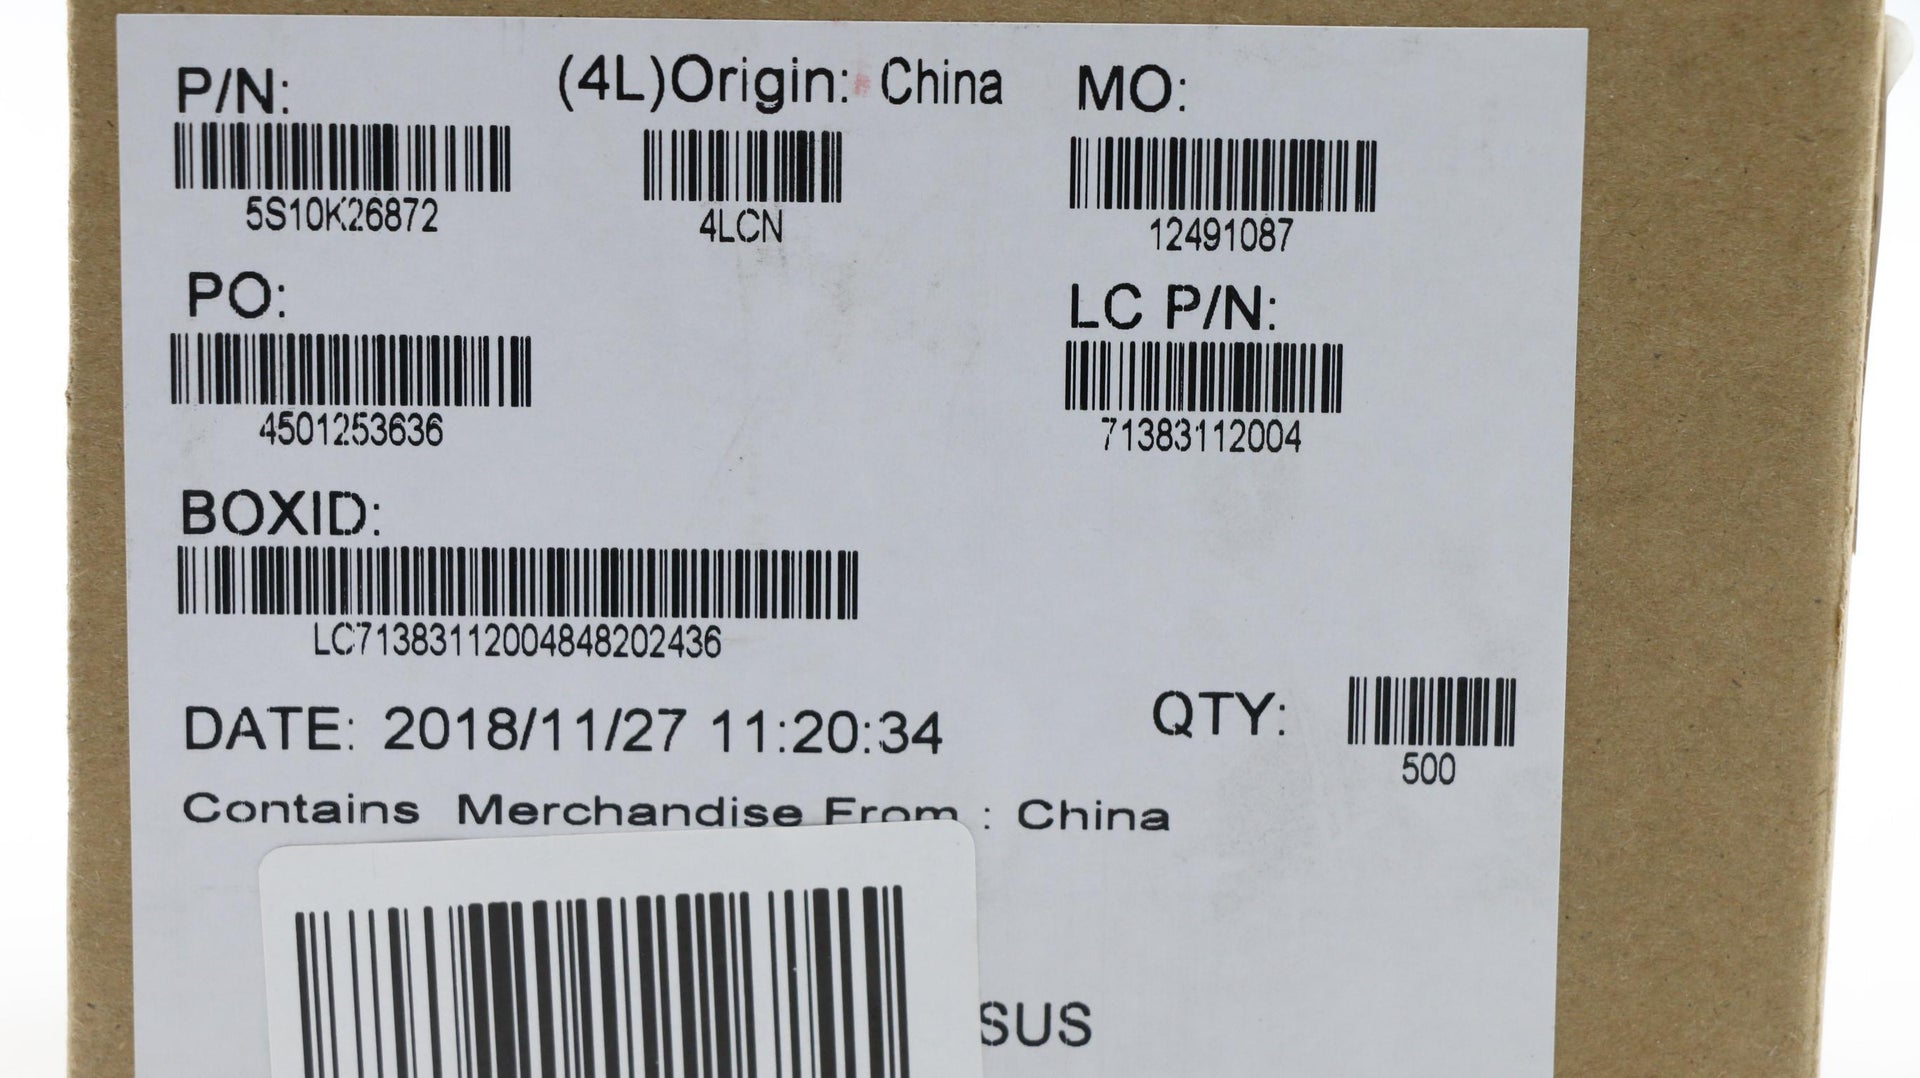 P/N: (4L)Origin: China MO:
5S10K26872 4LCN 12491087
PO: LC P/N:
4501253636 71383112004
BOXID:
LC71383112004848202436
DATE: 2018/11/27 11:20:34 QTY:
500
Contains Merchandise From : China
SUS